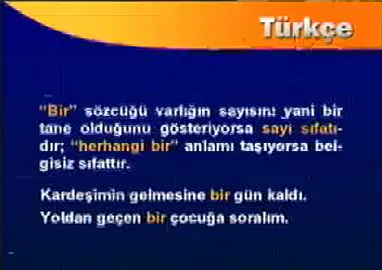 Türkçe
"Bir" sözcüğü varlığın sayısını yani bir
tane olduğunu gösteriyorsa sayi sıfatı-
dır; "herhangi bir" anlamı taşıyorsa bel-
gisiz sıfattır.
Kardeşimin gelmesine bir gün kaldı.
Yoldan geçen bir çocuğa soralım.